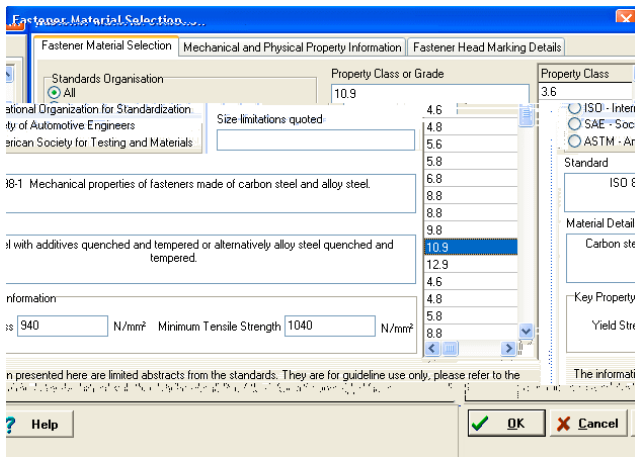 Fastener Material Selection
Fastener Material Selection
Mechanical and Physical Property Information
Fastener Head Marking Details
Standards Organisation
All
Property Class or Grade
10.9
Property Class
3.6
ational Organization for Standardization
ty of Automotive Engineers
erican Society for Testing and Materials
Size limitations quoted
4.6
4.8
5.6
5.8
6.8
8.8
8.8
9.8
10.9
12.9
4.6
4.8
5.8
8.8
ISO - Inter
SAE - Soc
ASTM - Am
Standard
ISO 8
98-1 Mechanical properties of fasteners made of carbon steel and alloy steel.
Material Detail
Carbon ste
el with additives quenched and tempered or alternatively alloy steel quenched and
tempered.
nformation
ss 940 N/mm² Minimum Tensile Strength 1040 N/mm²
Key Property
Yield Stre
n presented here are limited abstracts from the standards. They are for guideline use only, please refer to the
The informati
? Help
OK
Cancel